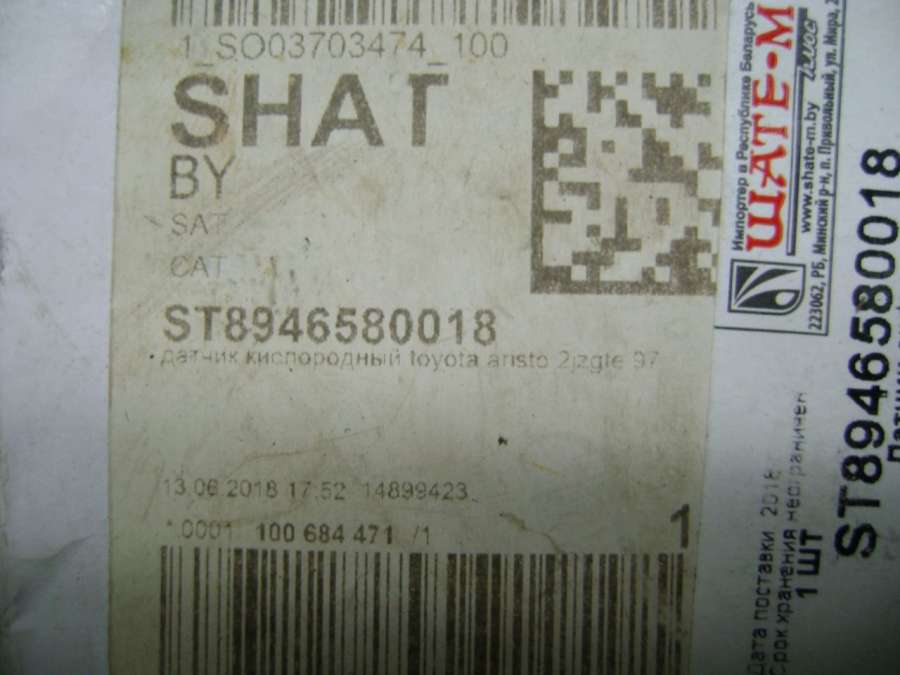 1_SO03703474_100
SHAT
BY
SAT
CAT
ST8946580018
датчик кислородный toyota aristo 2jzgte 97
13.06.2018 17:52 14899423
*.0001 100 684 471 /1
1
Импортер в Республике Беларусь
ШАТЕ-М
www.shate-m.by
223062, РБ, Минский р-н, п. Привольный, ул. Мира, 2
ST8946580018
Дата поставки 2018
Срок хранения неограничен
1 ШТ